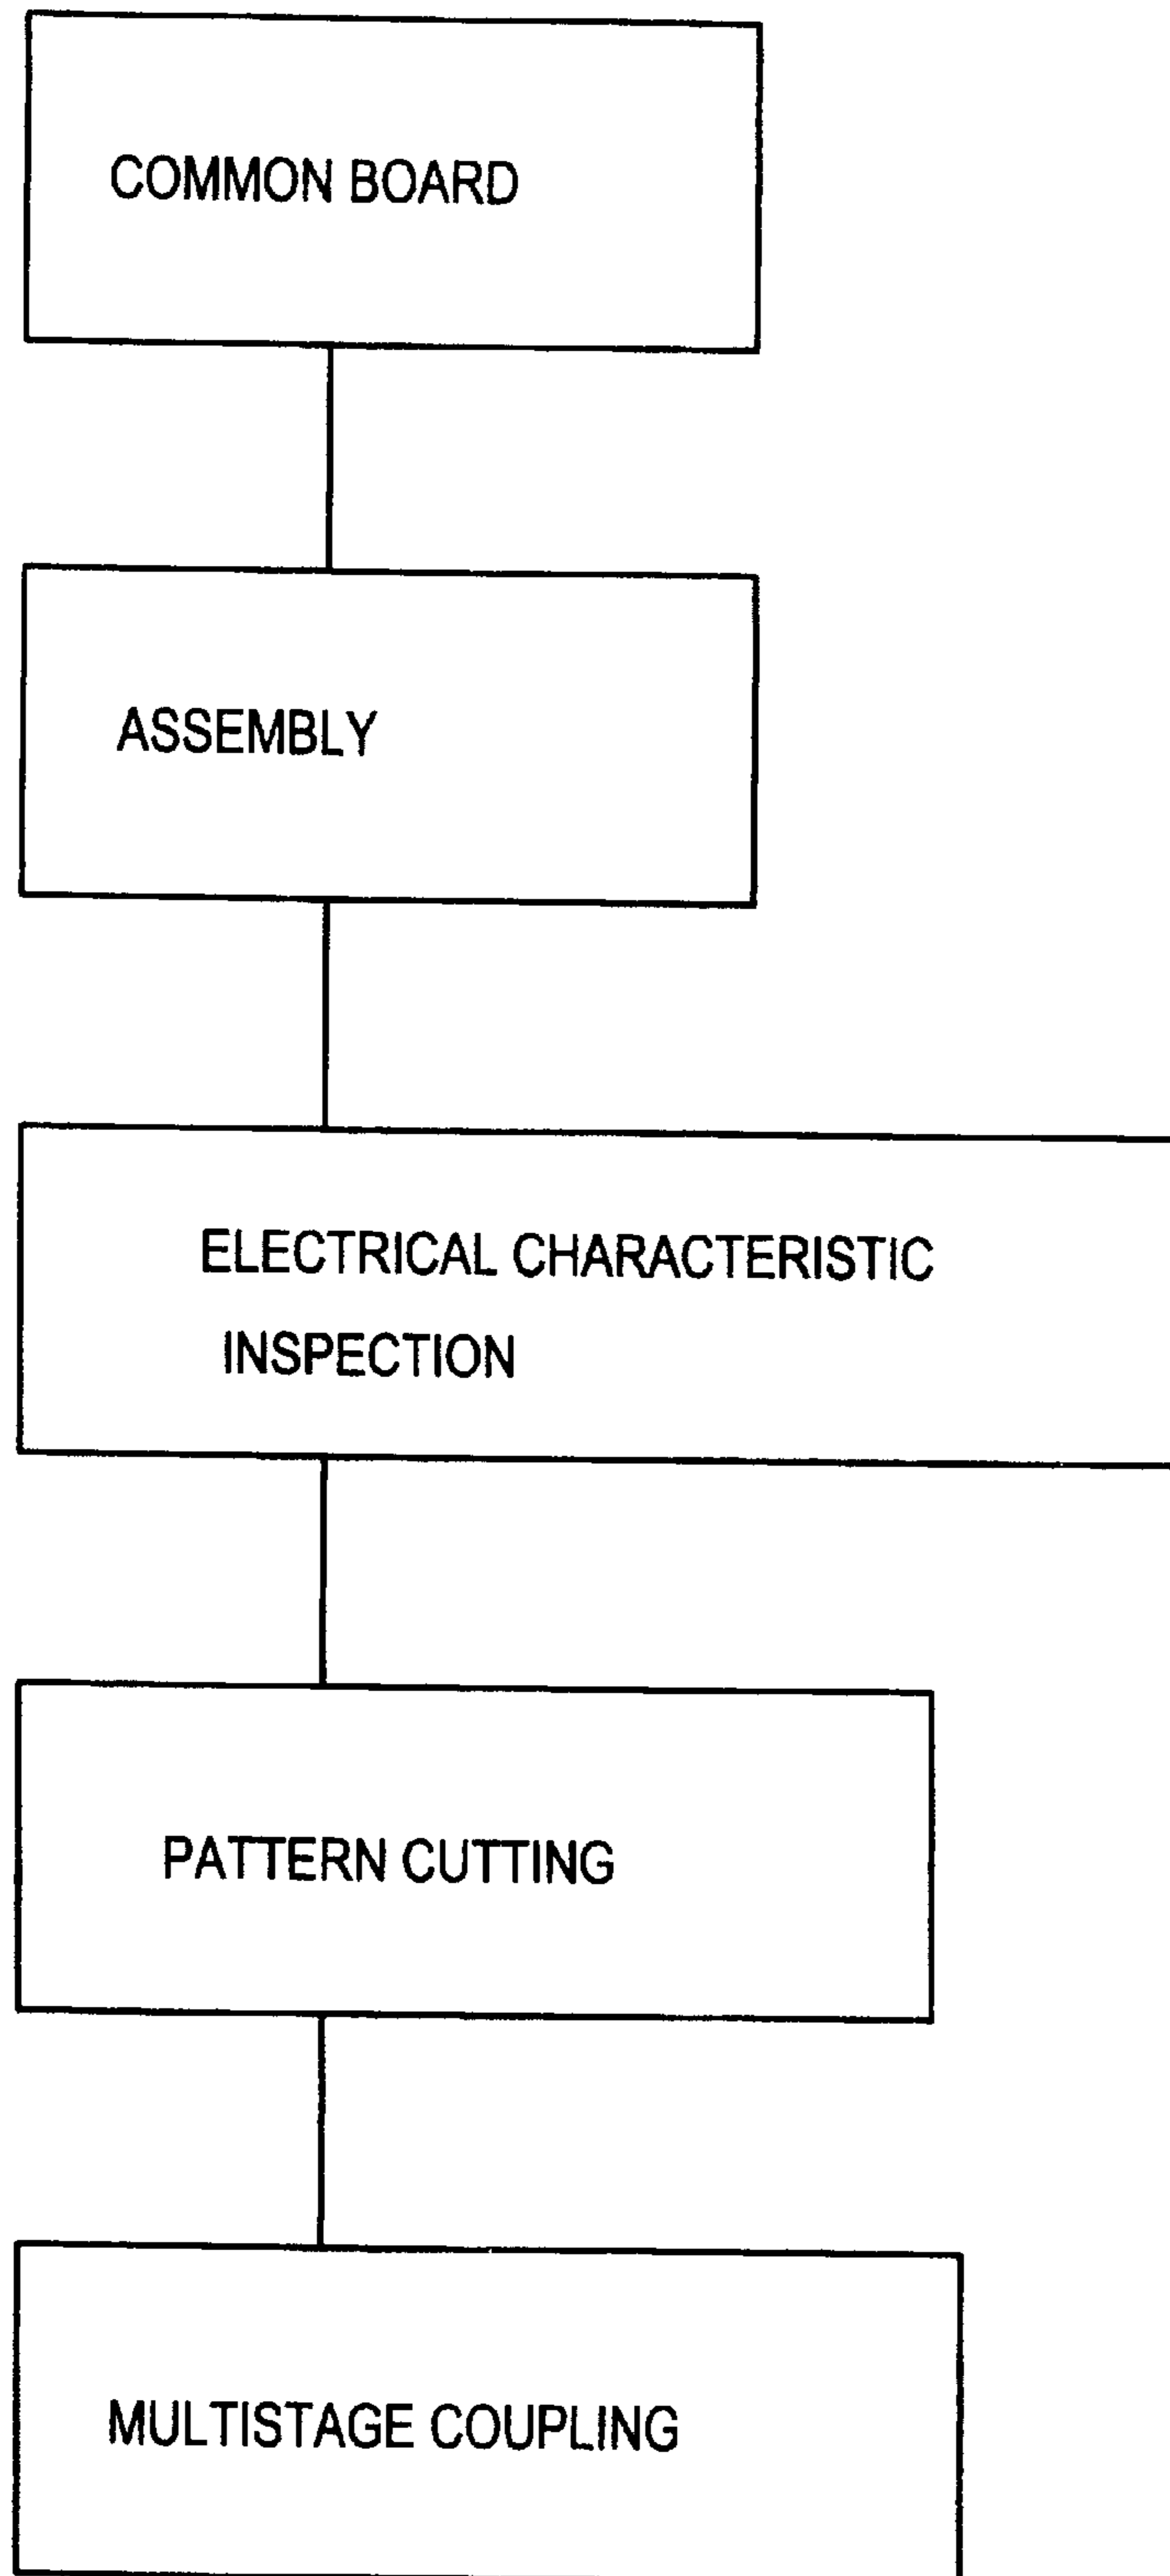 COMMON BOARD
ASSEMBLY
ELECTRICAL CHARACTERISTIC
INSPECTION
PATTERN CUTTING
MULTISTAGE COUPLING